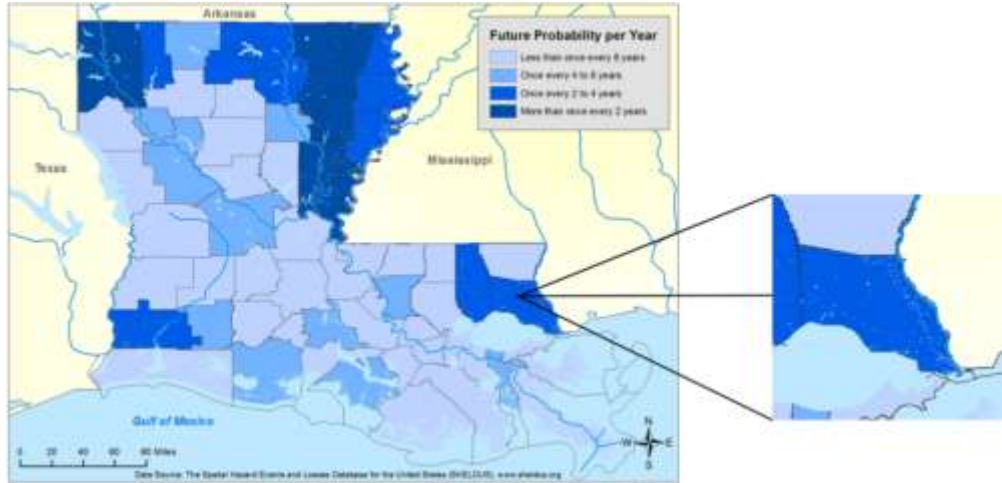 Arkansas
Future Probability per Year
Less than once every 8 years
Once every 4 to 8 years
Once every 2 to 4 years
More than once every 2 years
Texas
Mississippi
Gulf of Mexico
N
W E
S
0 20 40 60 80 Miles
Data Source: The Spatial Hazard Events and Losses Database for the United States (SHELDUS), www.sheldus.org